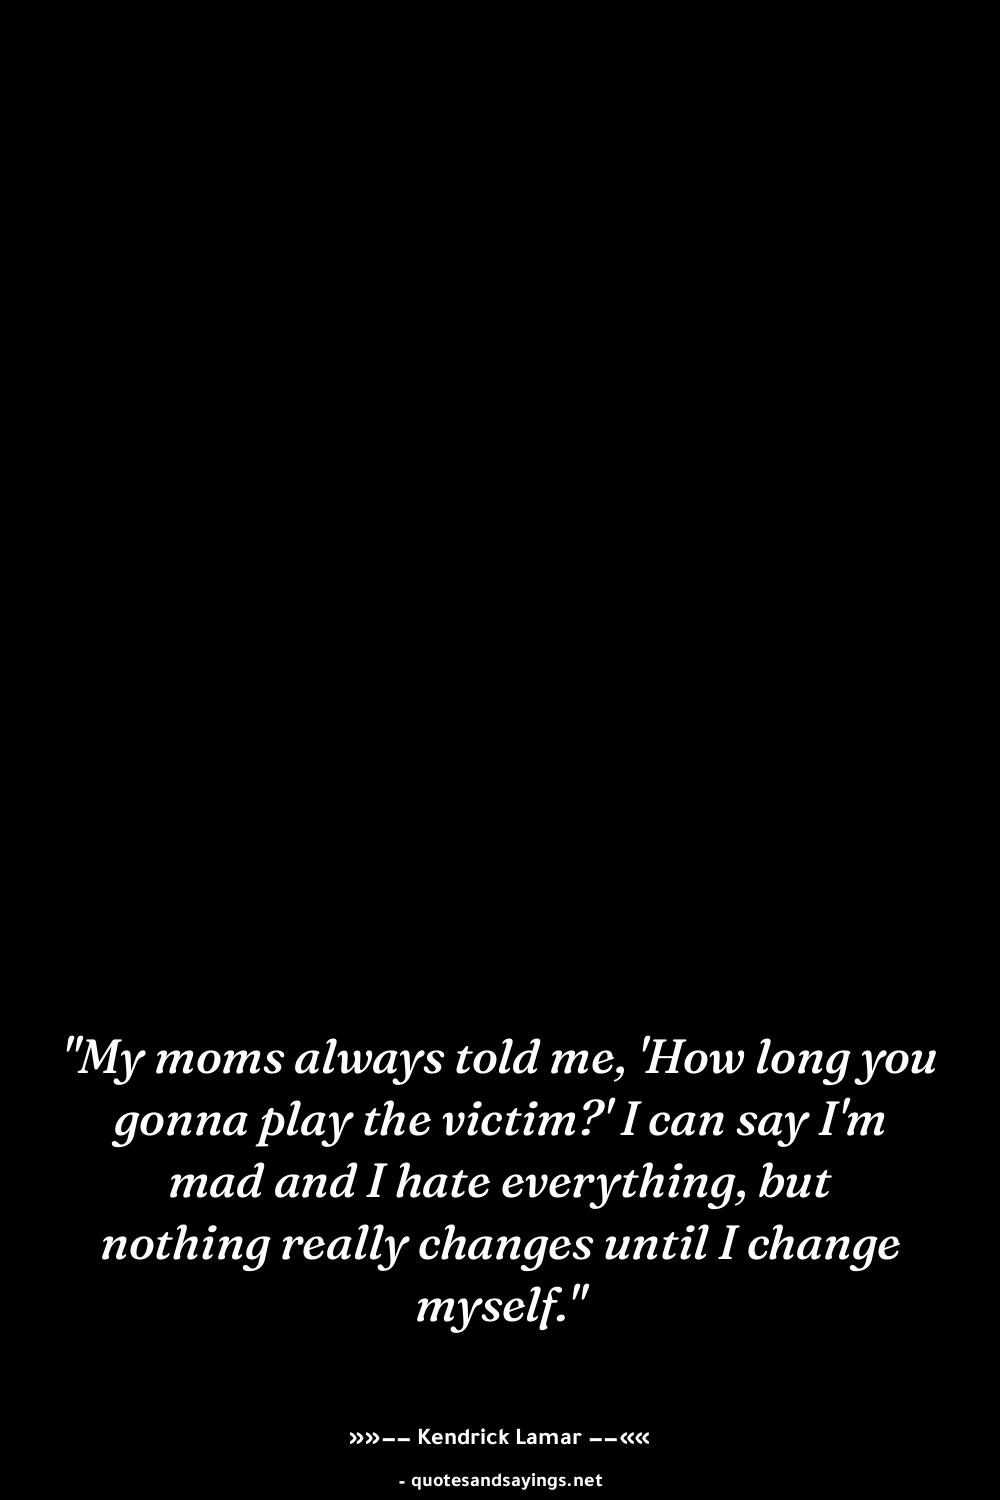 "My moms always told me, 'How long you
gonna play the victim?' I can say I'm
mad and I hate everything, but
nothing really changes until I change
myself."
»»−− Kendrick Lamar −−««
- quotesandsayings.net